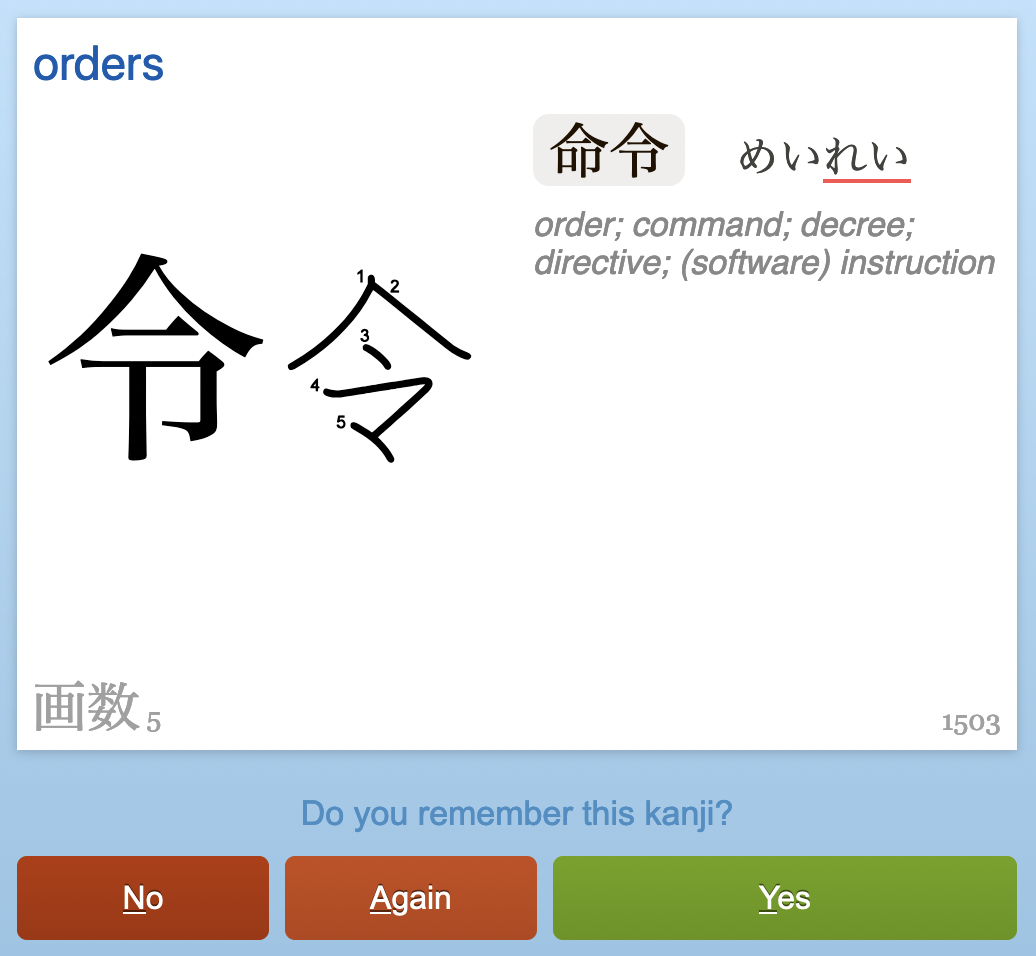 orders
命令 めいれい
order; command; decree;
directive; (software) instruction
令
令
1
2
3
4
5
画数 5
1503
Do you remember this kanji?
No
Again
Yes